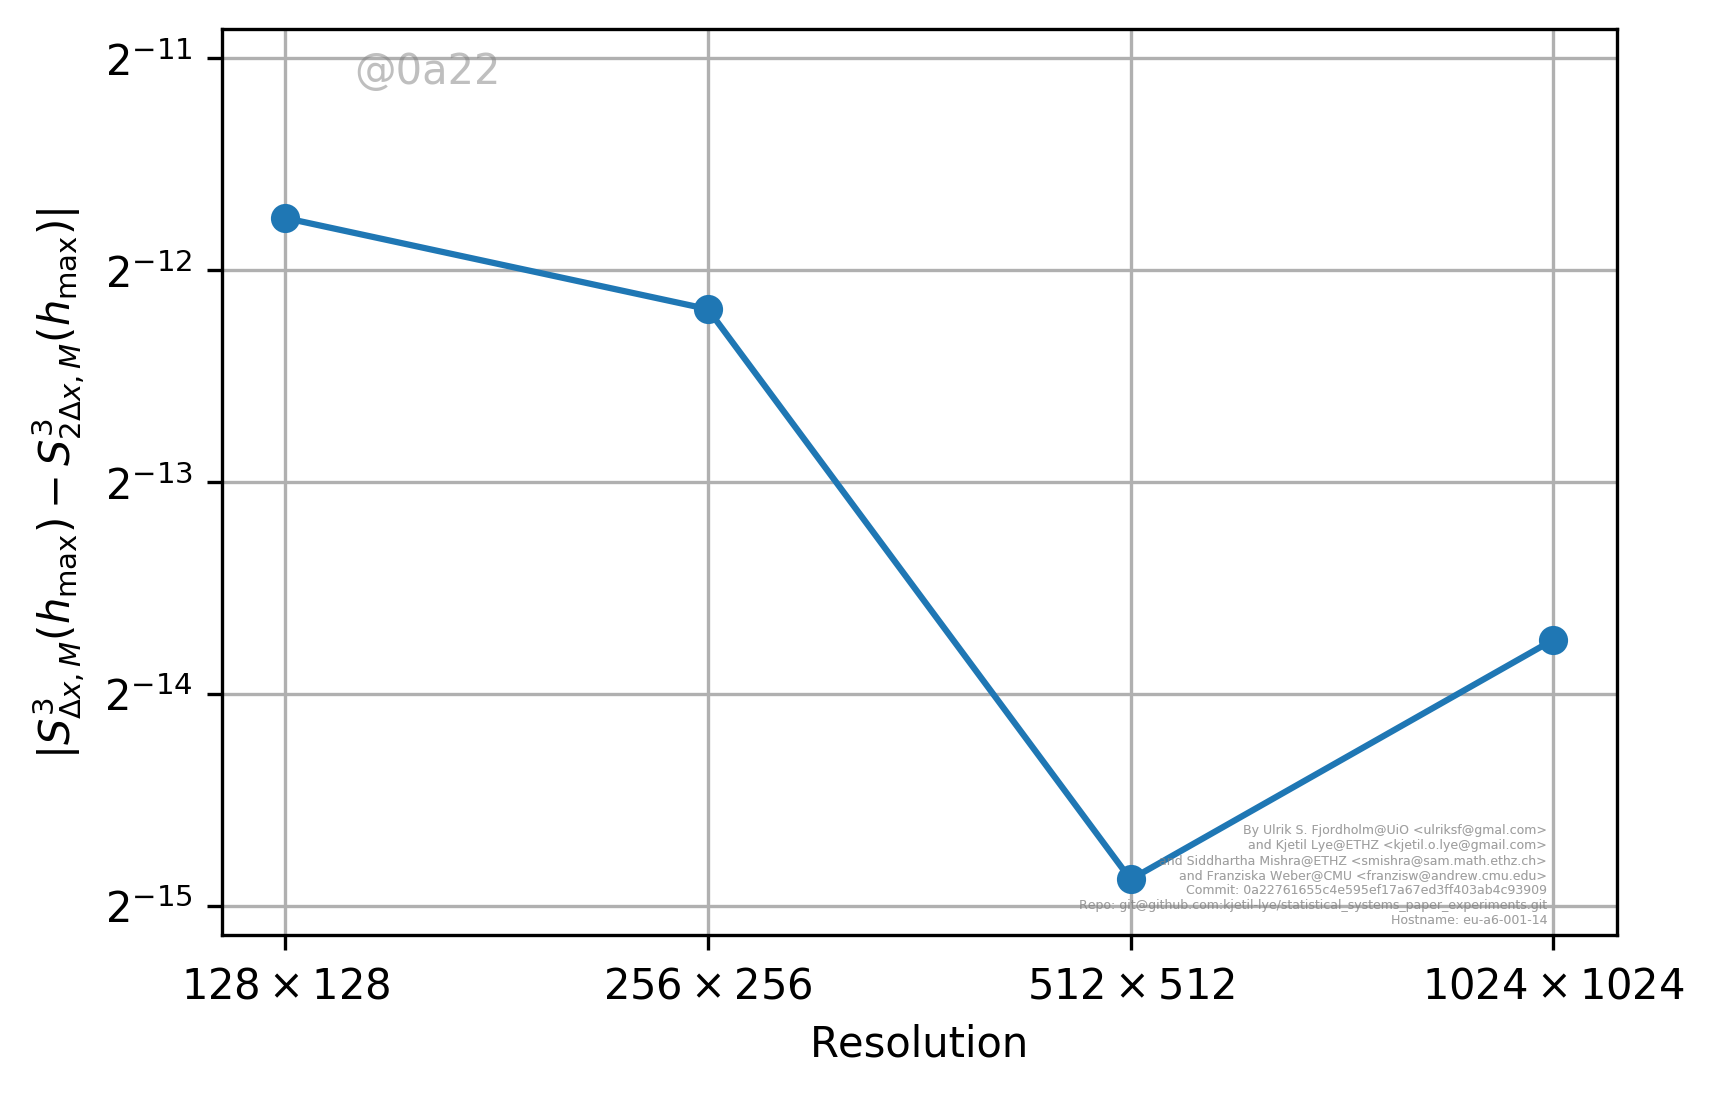 @0a22
2⁻¹¹
2⁻¹²
2⁻¹³
2⁻¹⁴
2⁻¹⁵
|S³_{Δx, M}(h_max) − S³_{2Δx, M}(h_max)|
By Ulrik S. Fjordholm@UiO <ulriksf@gmal.com>
and Kjetil Lye@ETHZ <kjetil.o.lye@gmail.com>
and Siddhartha Mishra@ETHZ <smishra@sam.math.ethz.ch>
and Franziska Weber@CMU <franzisw@andrew.cmu.edu>
Commit: 0a22761655c4e595ef17a67ed3ff403ab4c93909
Repo: git@github.com:kjetil-lye/statistical_systems_paper_experiments.git
Hostname: eu-a6-001-14
128 × 128 256 × 256 512 × 512 1024 × 1024
Resolution